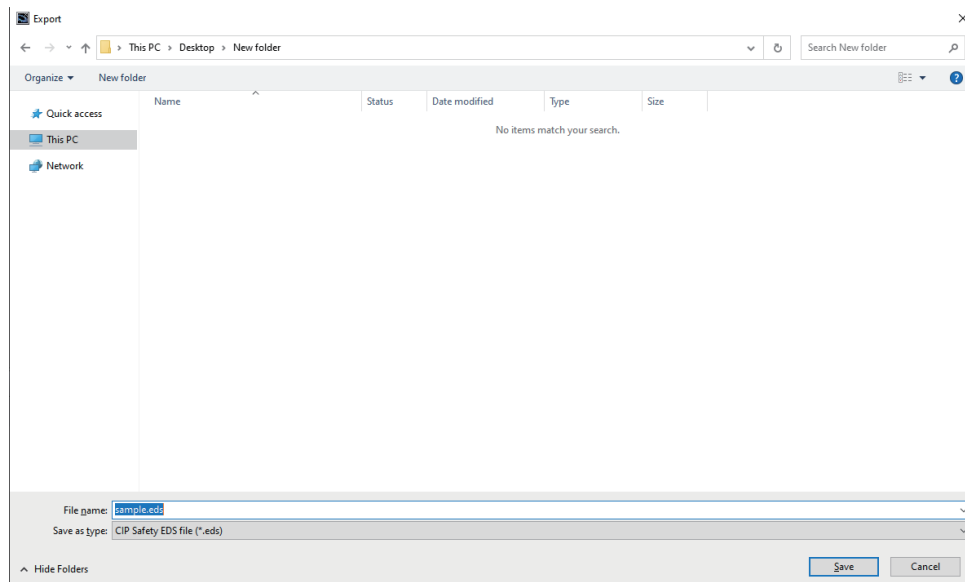 Export
This PC > Desktop > New folder
Search New folder
Organize
New folder
Name Status Date modified Type Size
Quick access
No items match your search.
This PC
Network
File name: sample.eds
Save as type: CIP Safety EDS file (*.eds)
Hide Folders
Save
Cancel